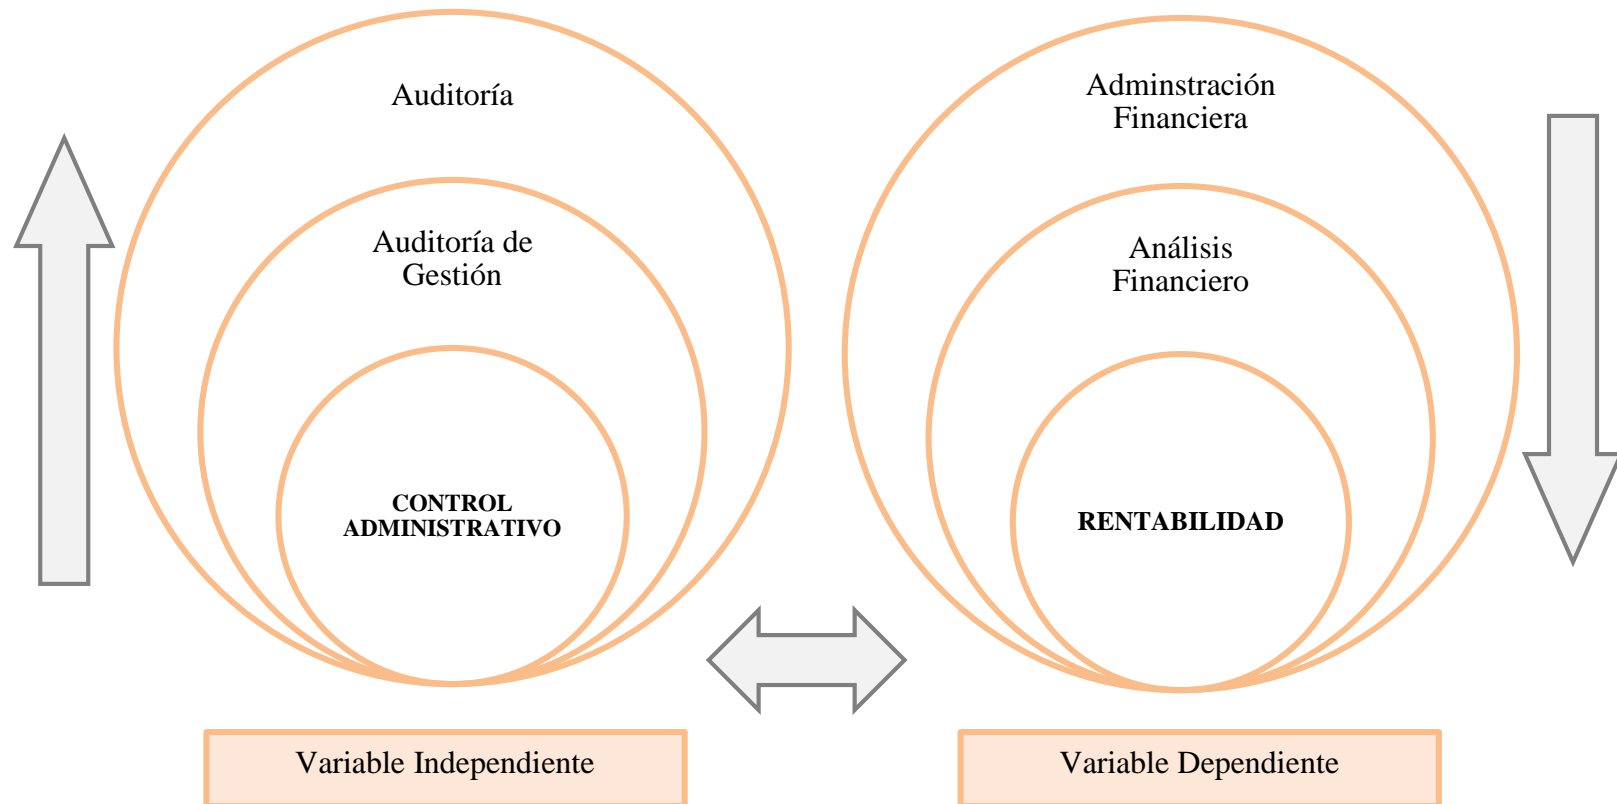 Auditoría
Auditoría de
Gestión
CONTROL
ADMINISTRATIVO
Variable Independiente
Adminstración
Financiera
Análisis
Financiero
RENTABILIDAD
Variable Dependiente